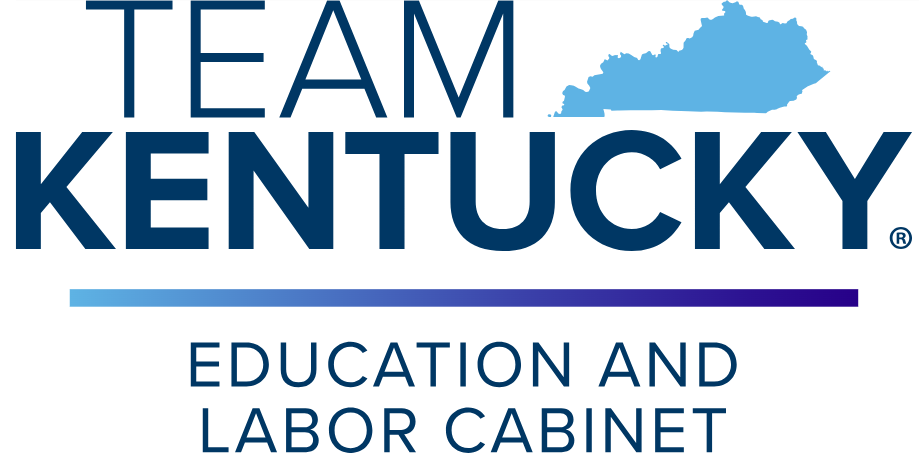 TEAM
KENTUCKY®
EDUCATION AND
LABOR CABINET